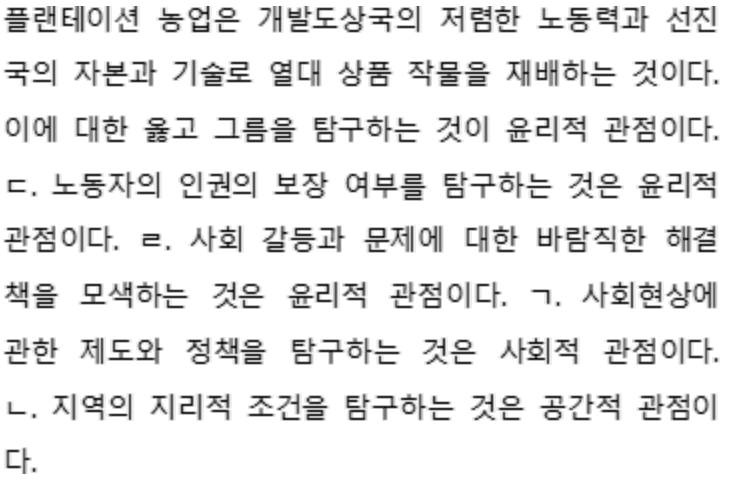 플랜테이션 농업은 개발도상국의 저렴한 노동력과 선진
국의 자본과 기술로 열대 상품 작물을 재배하는 것이다.
이에 대한 옳고 그름을 탐구하는 것이 윤리적 관점이다.
ㄷ. 노동자의 인권의 보장 여부를 탐구하는 것은 윤리적
관점이다. ㄹ. 사회 갈등과 문제에 대한 바람직한 해결
책을 모색하는 것은 윤리적 관점이다. ㄱ. 사회현상에
관한 제도와 정책을 탐구하는 것은 사회적 관점이다.
ㄴ. 지역의 지리적 조건을 탐구하는 것은 공간적 관점이
다.